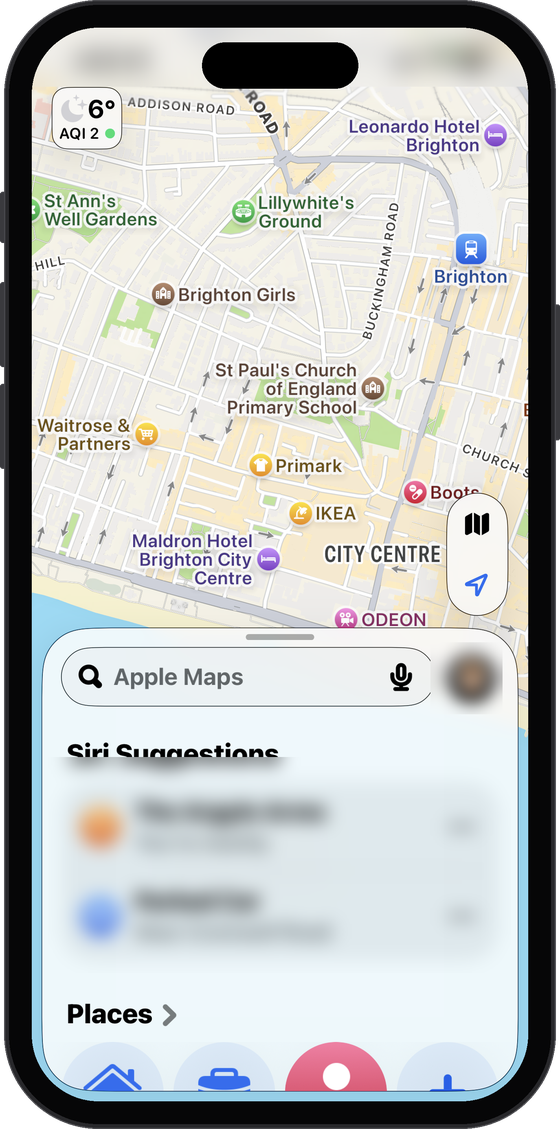 6°
AQI 2
ADDISON ROAD
ROAD
Leonardo Hotel
Brighton
St Ann's
Well Gardens
Lillywhite's
Ground
HILL
BUCKINGHAM ROAD
Brighton
Brighton Girls
St Paul's Church
of England
Primary School
Waitrose &
Partners
Primark
CHURCH S
Boots
IKEA
Maldron Hotel
Brighton City
Centre
CITY CENTRE
ODEON
Apple Maps
Siri Suggestions
Places